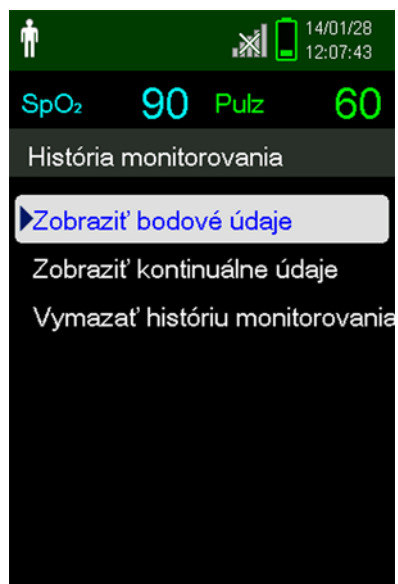 14/01/28
12:07:43
SpO₂ 90 Pulz 60
História monitorovania
Zobraziť bodové údaje
Zobraziť kontinuálne údaje
Vymazať históriu monitorovania